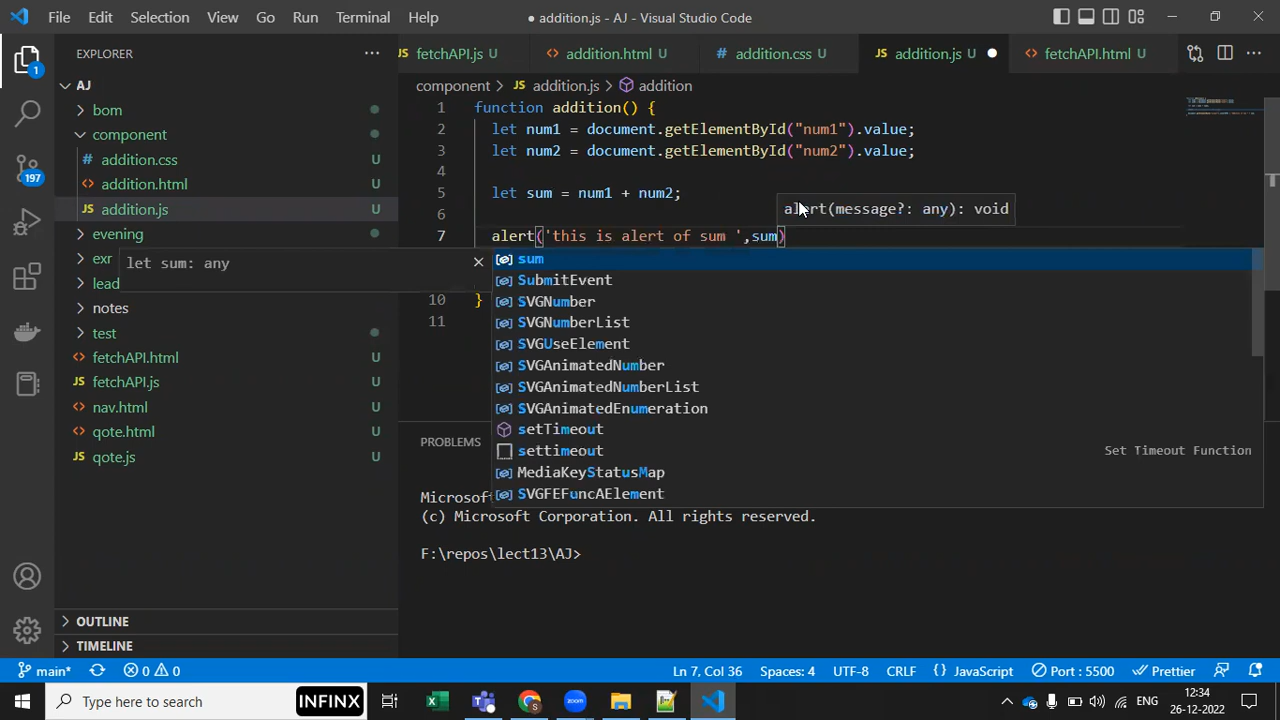 File Edit Selection View Go Run Terminal Help ● addition.js - AJ - Visual Studio Code
EXPLORER ···
fetchAPI.js U <> addition.html U # addition.css U JS addition.js U ● <> fetchAPI.html U ···
1
AJ
component > JS addition.js > addition
bom
component
# addition.css U
<> addition.html U
JS addition.js U
evening
exr
lead
notes
test
<> fetchAPI.html U
JS fetchAPI.js U
<> nav.html U
<> qote.html U
JS qote.js U
197
1 function addition() {
2 let num1 = document.getElementById("num1").value;
3 let num2 = document.getElementById("num2").value;
4
5 let sum = num1 + num2;
6
alert(message?: any): void
7 alert('this is alert of sum ',sum)
let sum: any ×
10 }
11
sum
SubmitEvent
SVGNumber
SVGNumberList
SVGUseElement
SVGAnimatedNumber
SVGAnimatedNumberList
SVGAnimatedEnumeration
setTimeout
settimeout Set Timeout Function
MediaKeyStatusMap
SVGFEFuncAElement
PROBLEMS
Microsoft
(c) Microsoft Corporation. All rights reserved.
F:\repos\lect13\AJ>
OUTLINE
TIMELINE
main* 0 0 Ln 7, Col 36 Spaces: 4 UTF-8 CRLF {} JavaScript Port : 5500 Prettier
Type here to search INFINX ENG 12:34
26-12-2022